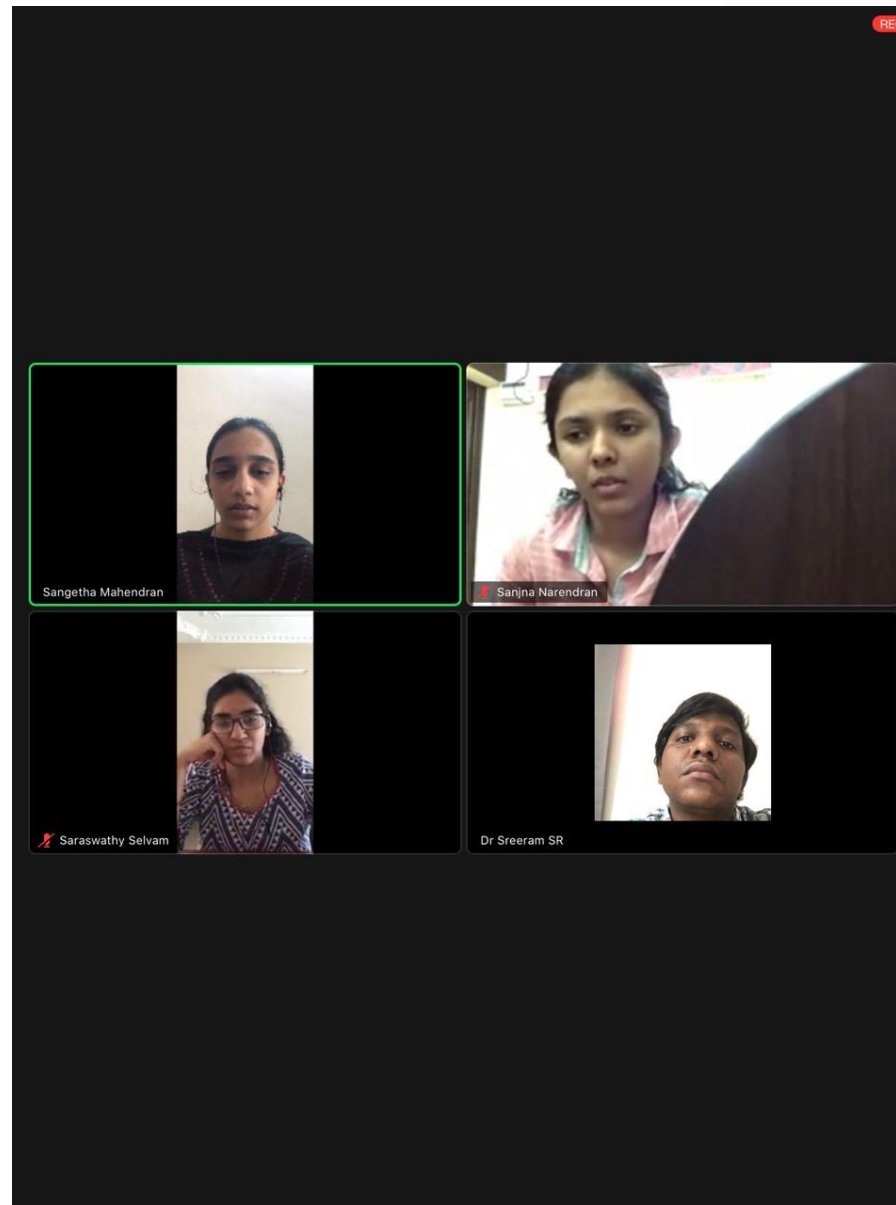 RE
Sangetha Mahendran
Sanjna Narendran
Saraswathy Selvam
Dr Sreeram SR